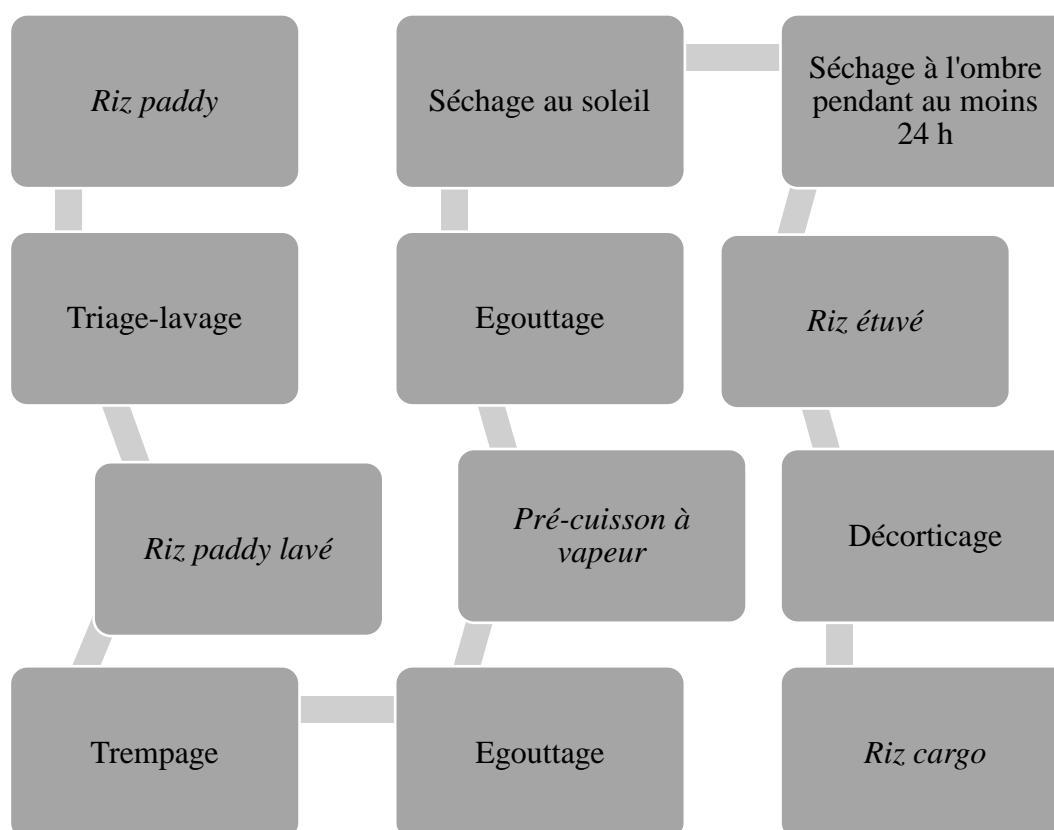 Riz paddy
Triage-lavage
Riz paddy lavé
Trempage
Egouttage
Pré-cuisson à
vapeur
Egouttage
Séchage au soleil
Séchage à l'ombre
pendant au moins
24 h
Riz étuvé
Décorticage
Riz cargo